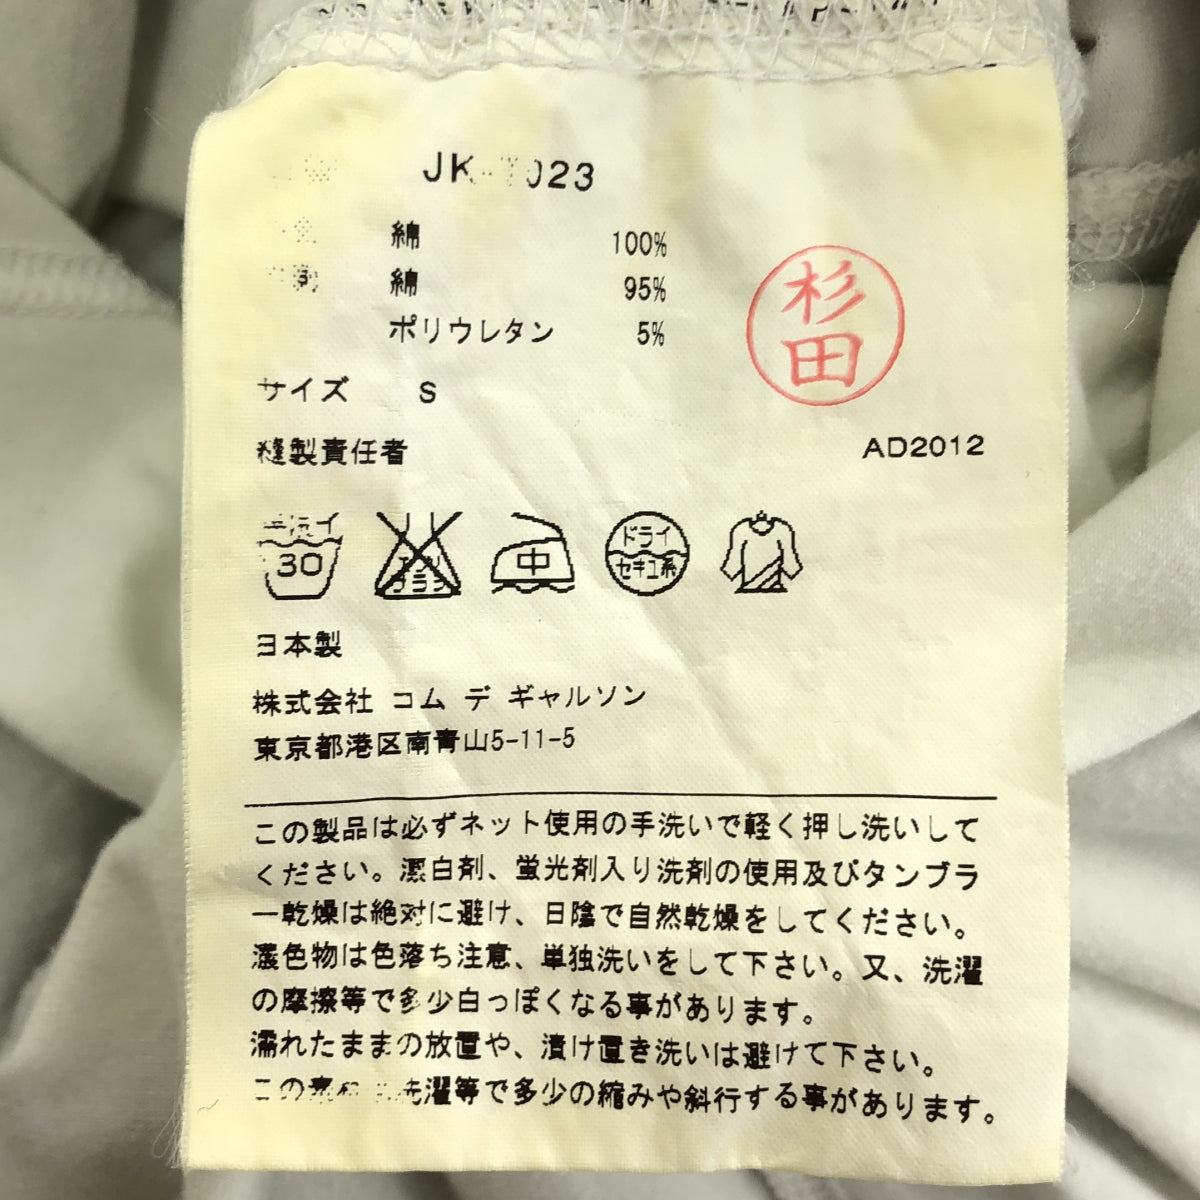 023
綿 100%
綿 95%
ポリウレタン 5%
杉田
サイズ S
縫製責任者 AD2012
30 中 ドライ
セキユ系
日本製
株式会社 コム デ ギャルソン
東京都港区南青山5-11-5
この製品は必ずネット使用の手洗いで軽く押し洗いして
ください。漂白剤、蛍光剤入り洗剤の使用及びタンブラ
ー乾燥は絶対に避け、日陰で自然乾燥をしてください。
濃色物は色落ち注意、単独洗いをして下さい。又、洗濯
の摩擦等で多少白っぽくなる事があります。
濡れたままの放置や、漬け置き洗いは避けて下さい。
この 洗濯等で多少の縮みや斜行する事があります。